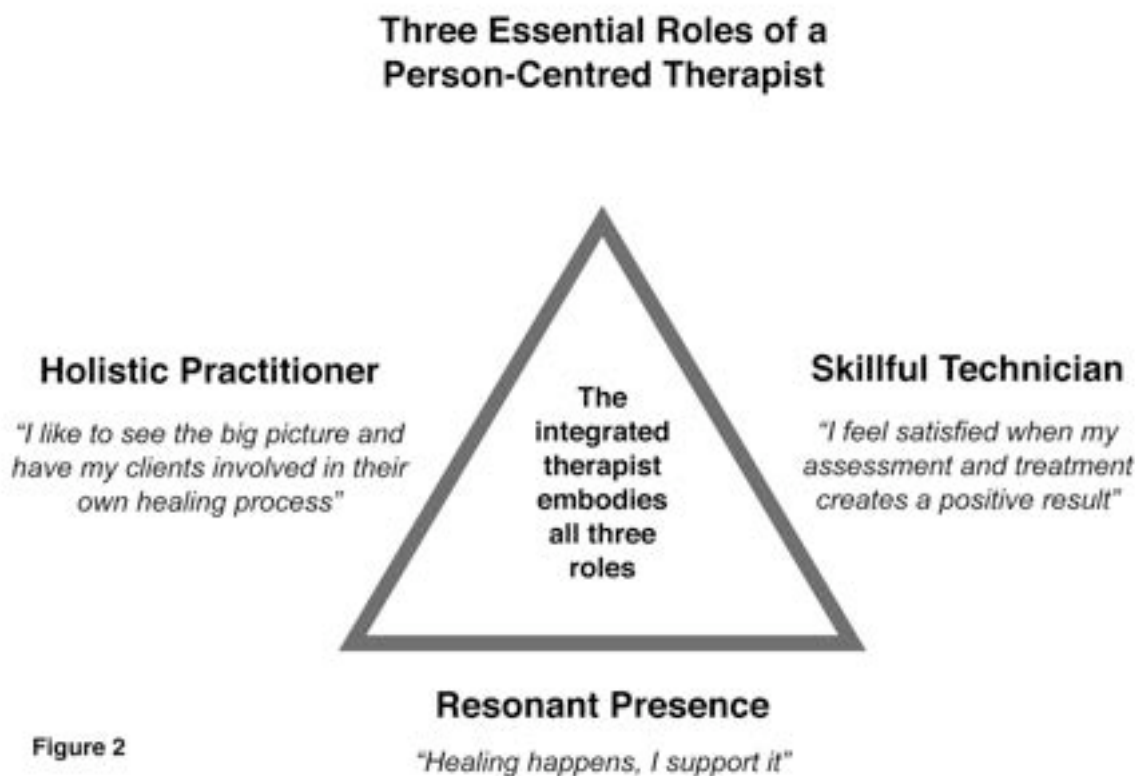 Three Essential Roles of a
Person-Centred Therapist
Holistic Practitioner
“I like to see the big picture and
have my clients involved in their
own healing process”
The
integrated
therapist
embodies
all three
roles
Skillful Technician
“I feel satisfied when my
assessment and treatment
creates a positive result”
Resonant Presence
“Healing happens, I support it”
Figure 2